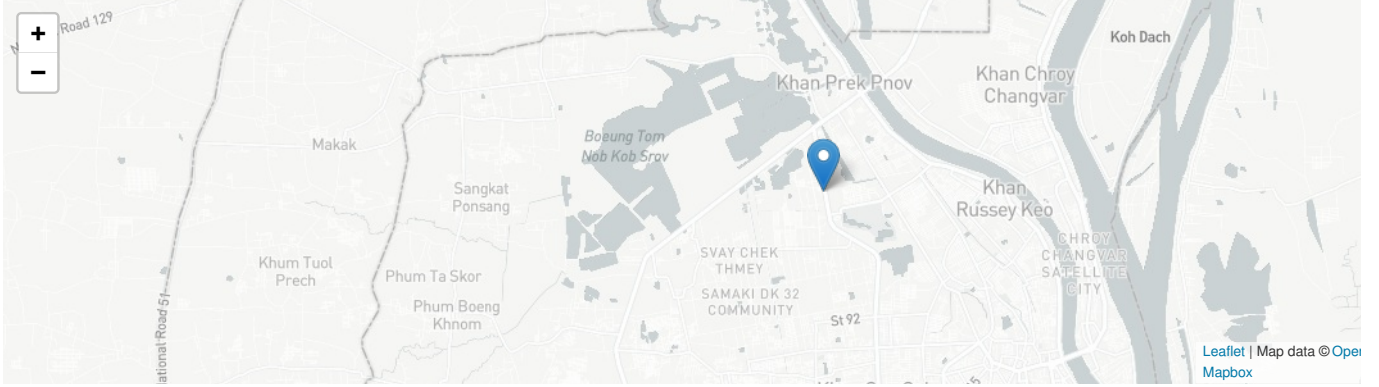 +
−
Road 129
Koh Dach
Khan Prek Pnov
Khan Chroy
Changvar
Boeung Tom
Nob Kob Srov
Makak
Sangkat
Ponsang
Khan
Russey Keo
SVAY CHEK
THMEY
CHROY
CHANGVAR
SATELLITE
CITY
Khum Tuol
Prech
Phum Ta Skor
SAMAKI DK 32
COMMUNITY
Phum Boeng
Khnom
St 92
ational Road 51
Leaflet | Map data © Oper
Mapbox